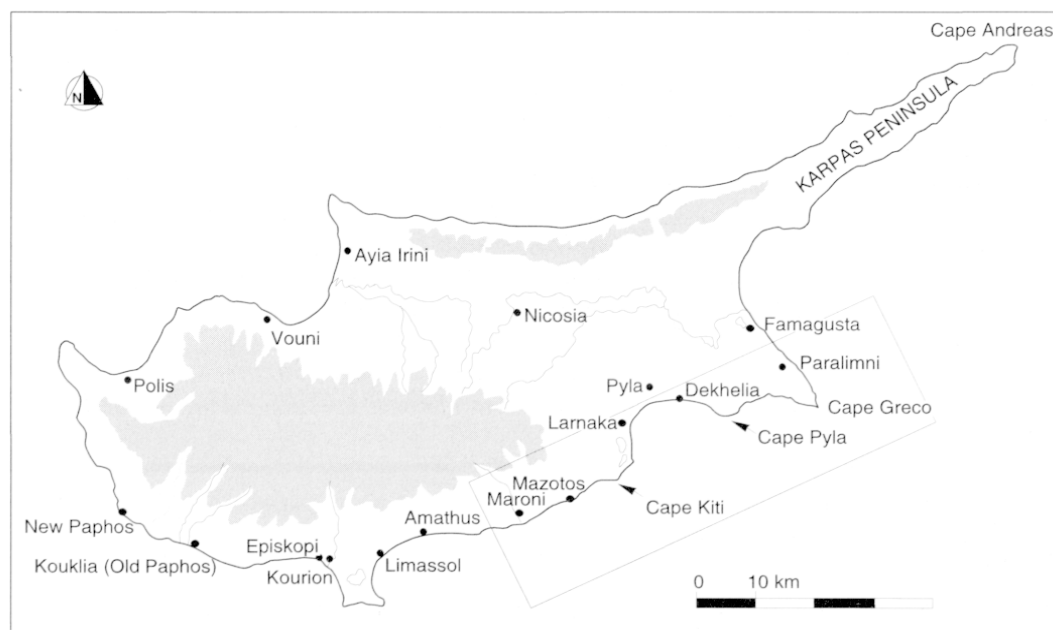 Cape Andreas
KARPAS PENINSULA
N
Ayia Irini
Nicosia
Vouni
Famagusta
Polis
Paralimni
Pyla
Dekhelia
Cape Greco
Larnaka
Cape Pyla
Mazotos
Maroni
Cape Kiti
New Paphos
Amathus
Kouklia (Old Paphos)
Episkopi
Kourion
Limassol
0 10 km